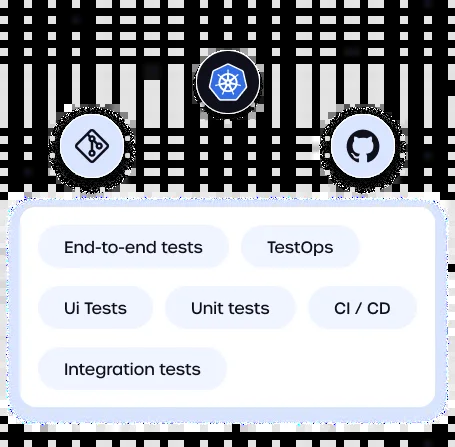 End-to-end tests
TestOps
Ui Tests
Unit tests
CI / CD
Integration tests